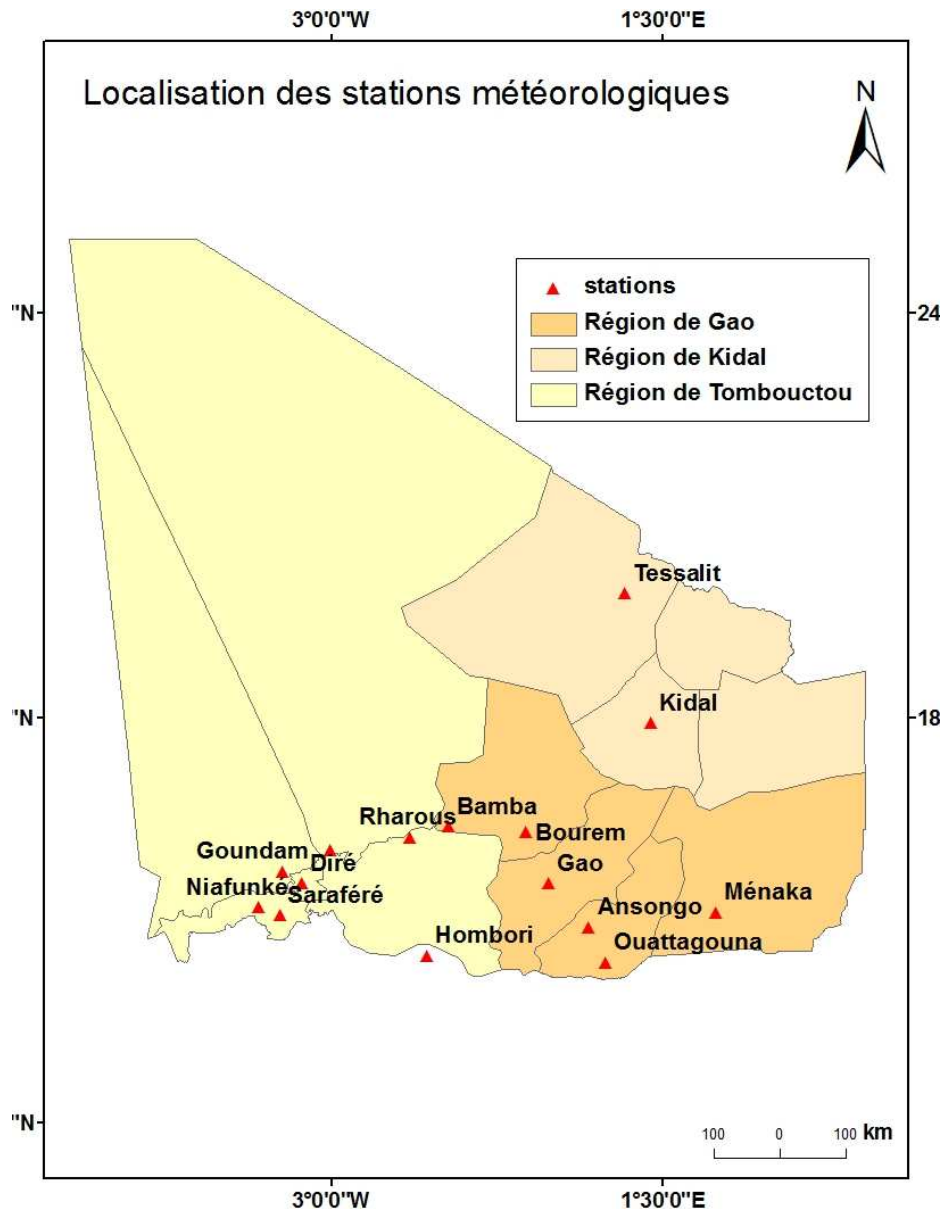 3°0'0"W 1°30'0"E
Localisation des stations météorologiques
N
stations
Région de Gao
Région de Kidal
Région de Tombouctou
"N 24
Tessalit
Kidal
"N 18
Bamba
Rharous
Bourem
Goundam
Diré
Gao
Niafunke
Saraféré
Ansongo
Ménaka
Hombori
Ouattagouna
"N
100 0 100 km
3°0'0"W 1°30'0"E